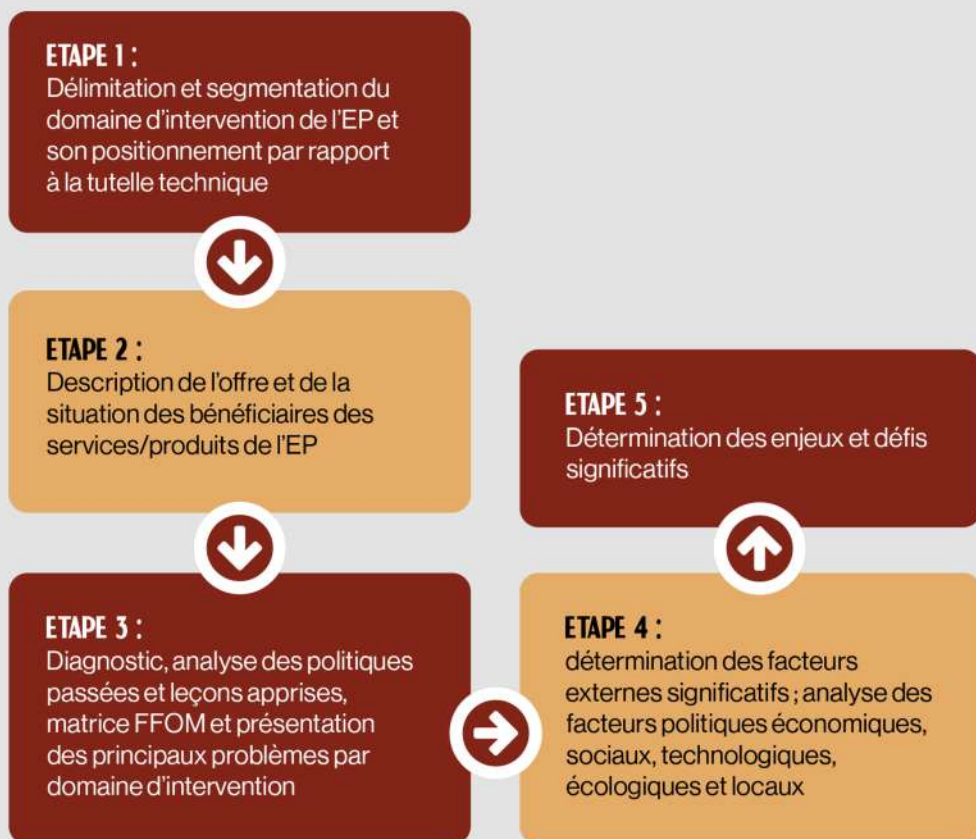 ETAPE 1 :
Délimitation et segmentation du
domaine d'intervention de l'EP et
son positionnement par rapport
à la tutelle technique
ETAPE 2 :
Description de l'offre et de la
situation des bénéficiaires des
services/produits de l'EP
ETAPE 3 :
Diagnostic, analyse des politiques
passées et leçons apprises,
matrice FFOM et présentation
des principaux problèmes par
domaine d'intervention
ETAPE 4 :
détermination des facteurs
externes significatifs ; analyse des
facteurs politiques économiques,
sociaux, technologiques,
écologiques et locaux
ETAPE 5 :
Détermination des enjeux et défis
significatifs